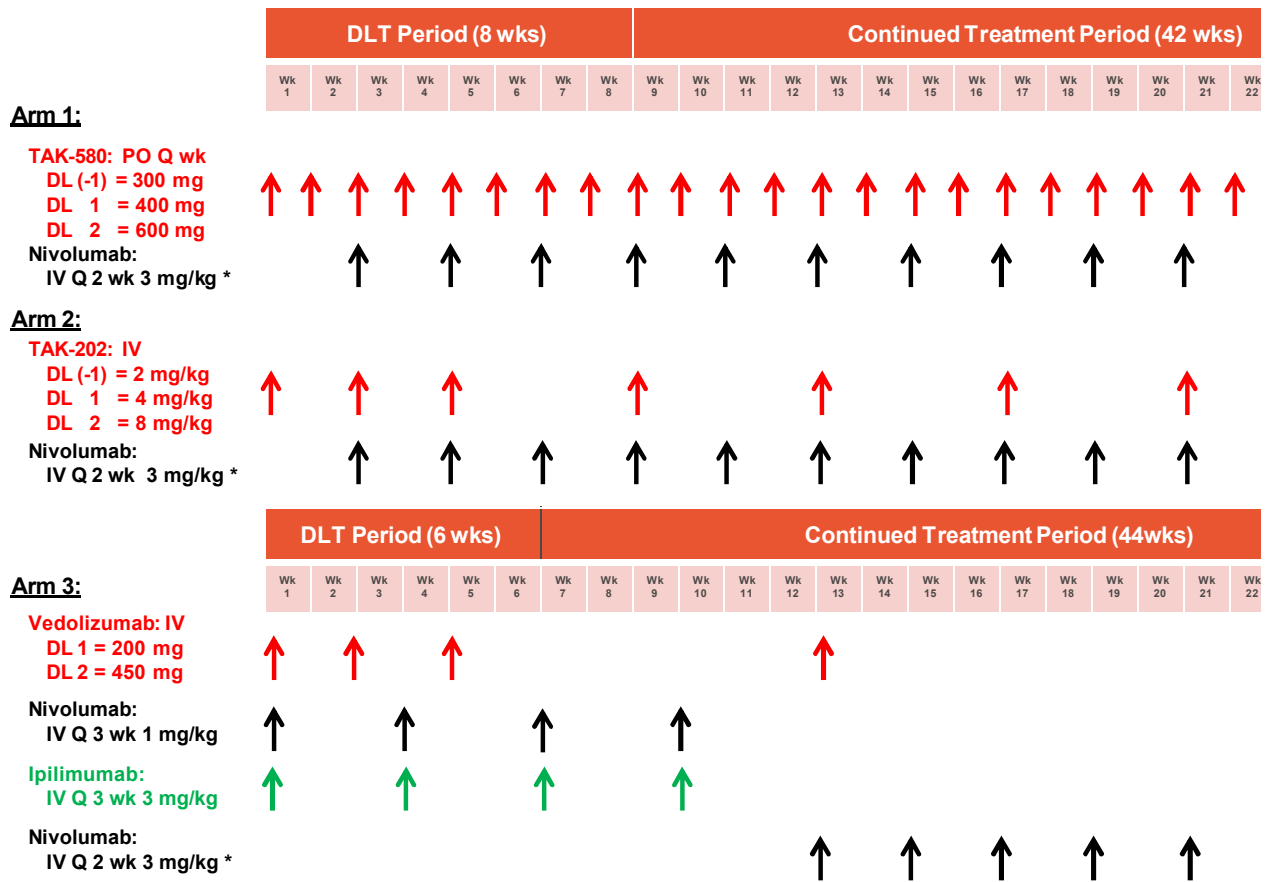 DLT Period (8 wks) Continued Treatment Period (42 wks)
Wk 1 Wk 2 Wk 3 Wk 4 Wk 5 Wk 6 Wk 7 Wk 8 Wk 9 Wk 10 Wk 11 Wk 12 Wk 13 Wk 14 Wk 15 Wk 16 Wk 17 Wk 18 Wk 19 Wk 20 Wk 21 Wk 22
Arm 1:
TAK-580: PO Q wk
DL (-1) = 300 mg
DL 1 = 400 mg
DL 2 = 600 mg
Nivolumab:
IV Q 2 wk 3 mg/kg *
Arm 2:
TAK-202: IV
DL (-1) = 2 mg/kg
DL 1 = 4 mg/kg
DL 2 = 8 mg/kg
Nivolumab:
IV Q 2 wk 3 mg/kg *
DLT Period (6 wks) Continued Treatment Period (44wks)
Arm 3:
Wk 1 Wk 2 Wk 3 Wk 4 Wk 5 Wk 6 Wk 7 Wk 8 Wk 9 Wk 10 Wk 11 Wk 12 Wk 13 Wk 14 Wk 15 Wk 16 Wk 17 Wk 18 Wk 19 Wk 20 Wk 21 Wk 22
Vedolizumab: IV
DL 1 = 200 mg
DL 2 = 450 mg
Nivolumab:
IV Q 3 wk 1 mg/kg
Ipilimumab:
IV Q 3 wk 3 mg/kg
Nivolumab:
IV Q 2 wk 3 mg/kg *